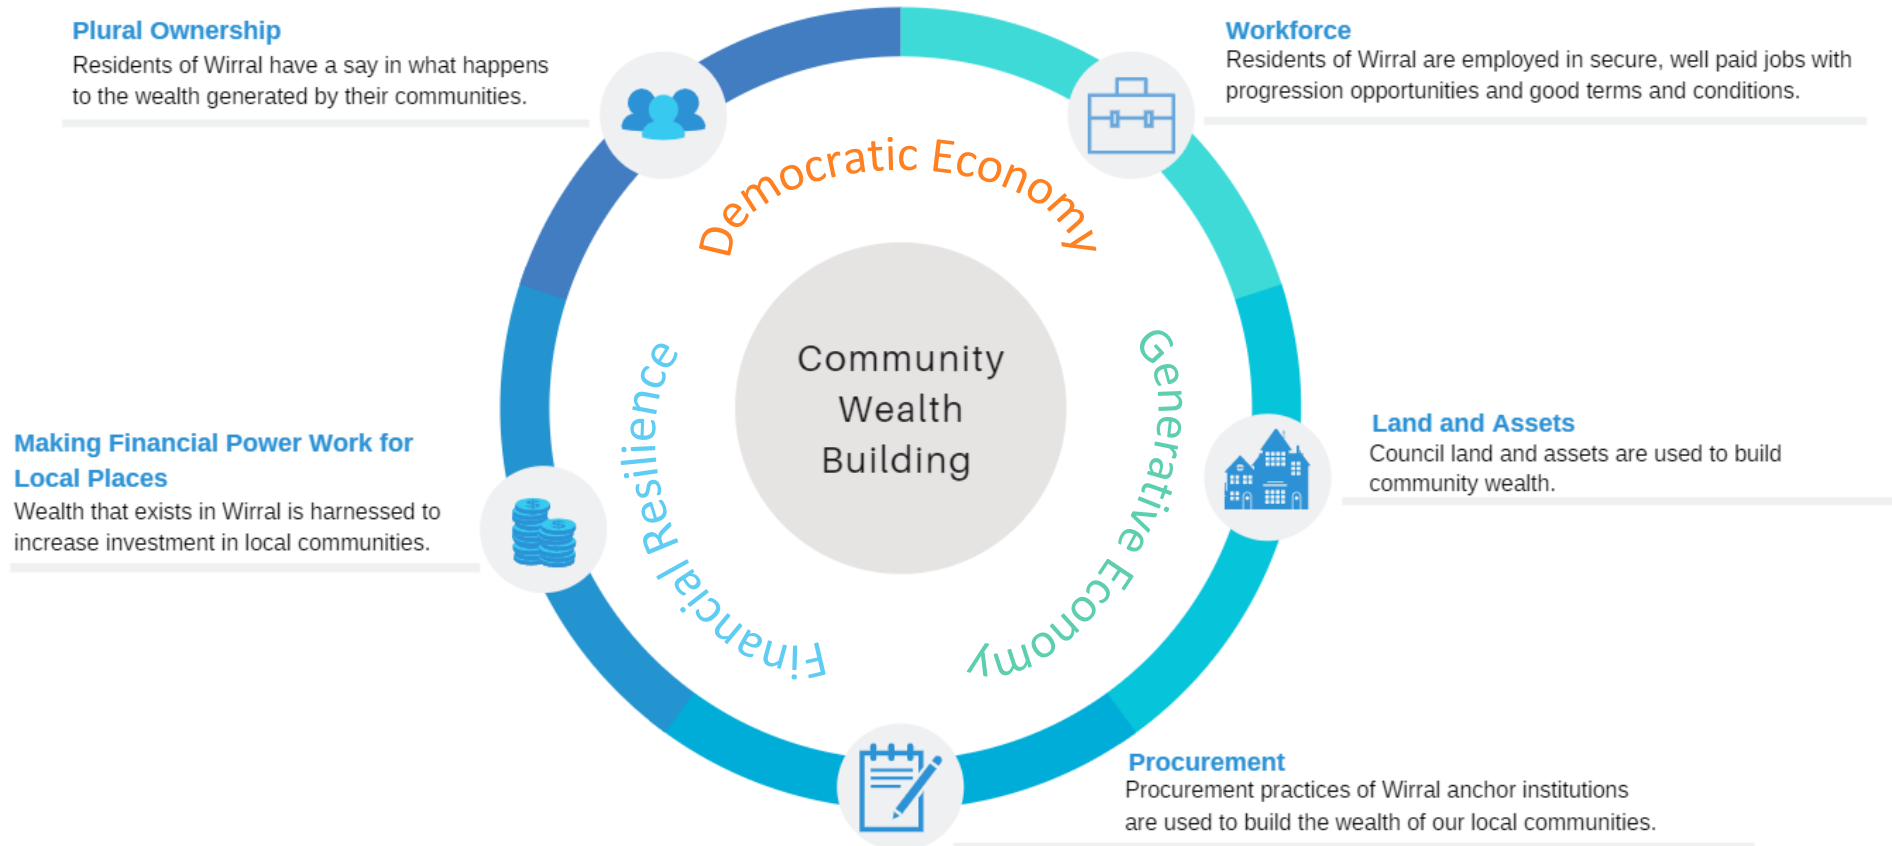 Plural Ownership
Residents of Wirral have a say in what happens
to the wealth generated by their communities.
Workforce
Residents of Wirral are employed in secure, well paid jobs with
progression opportunities and good terms and conditions.
Democratic Economy
Community
Wealth
Building
Financial Resilience
Generative Economy
Making Financial Power Work for
Local Places
Wealth that exists in Wirral is harnessed to
increase investment in local communities.
Land and Assets
Council land and assets are used to build
community wealth.
$
$
Procurement
Procurement practices of Wirral anchor institutions
are used to build the wealth of our local communities.